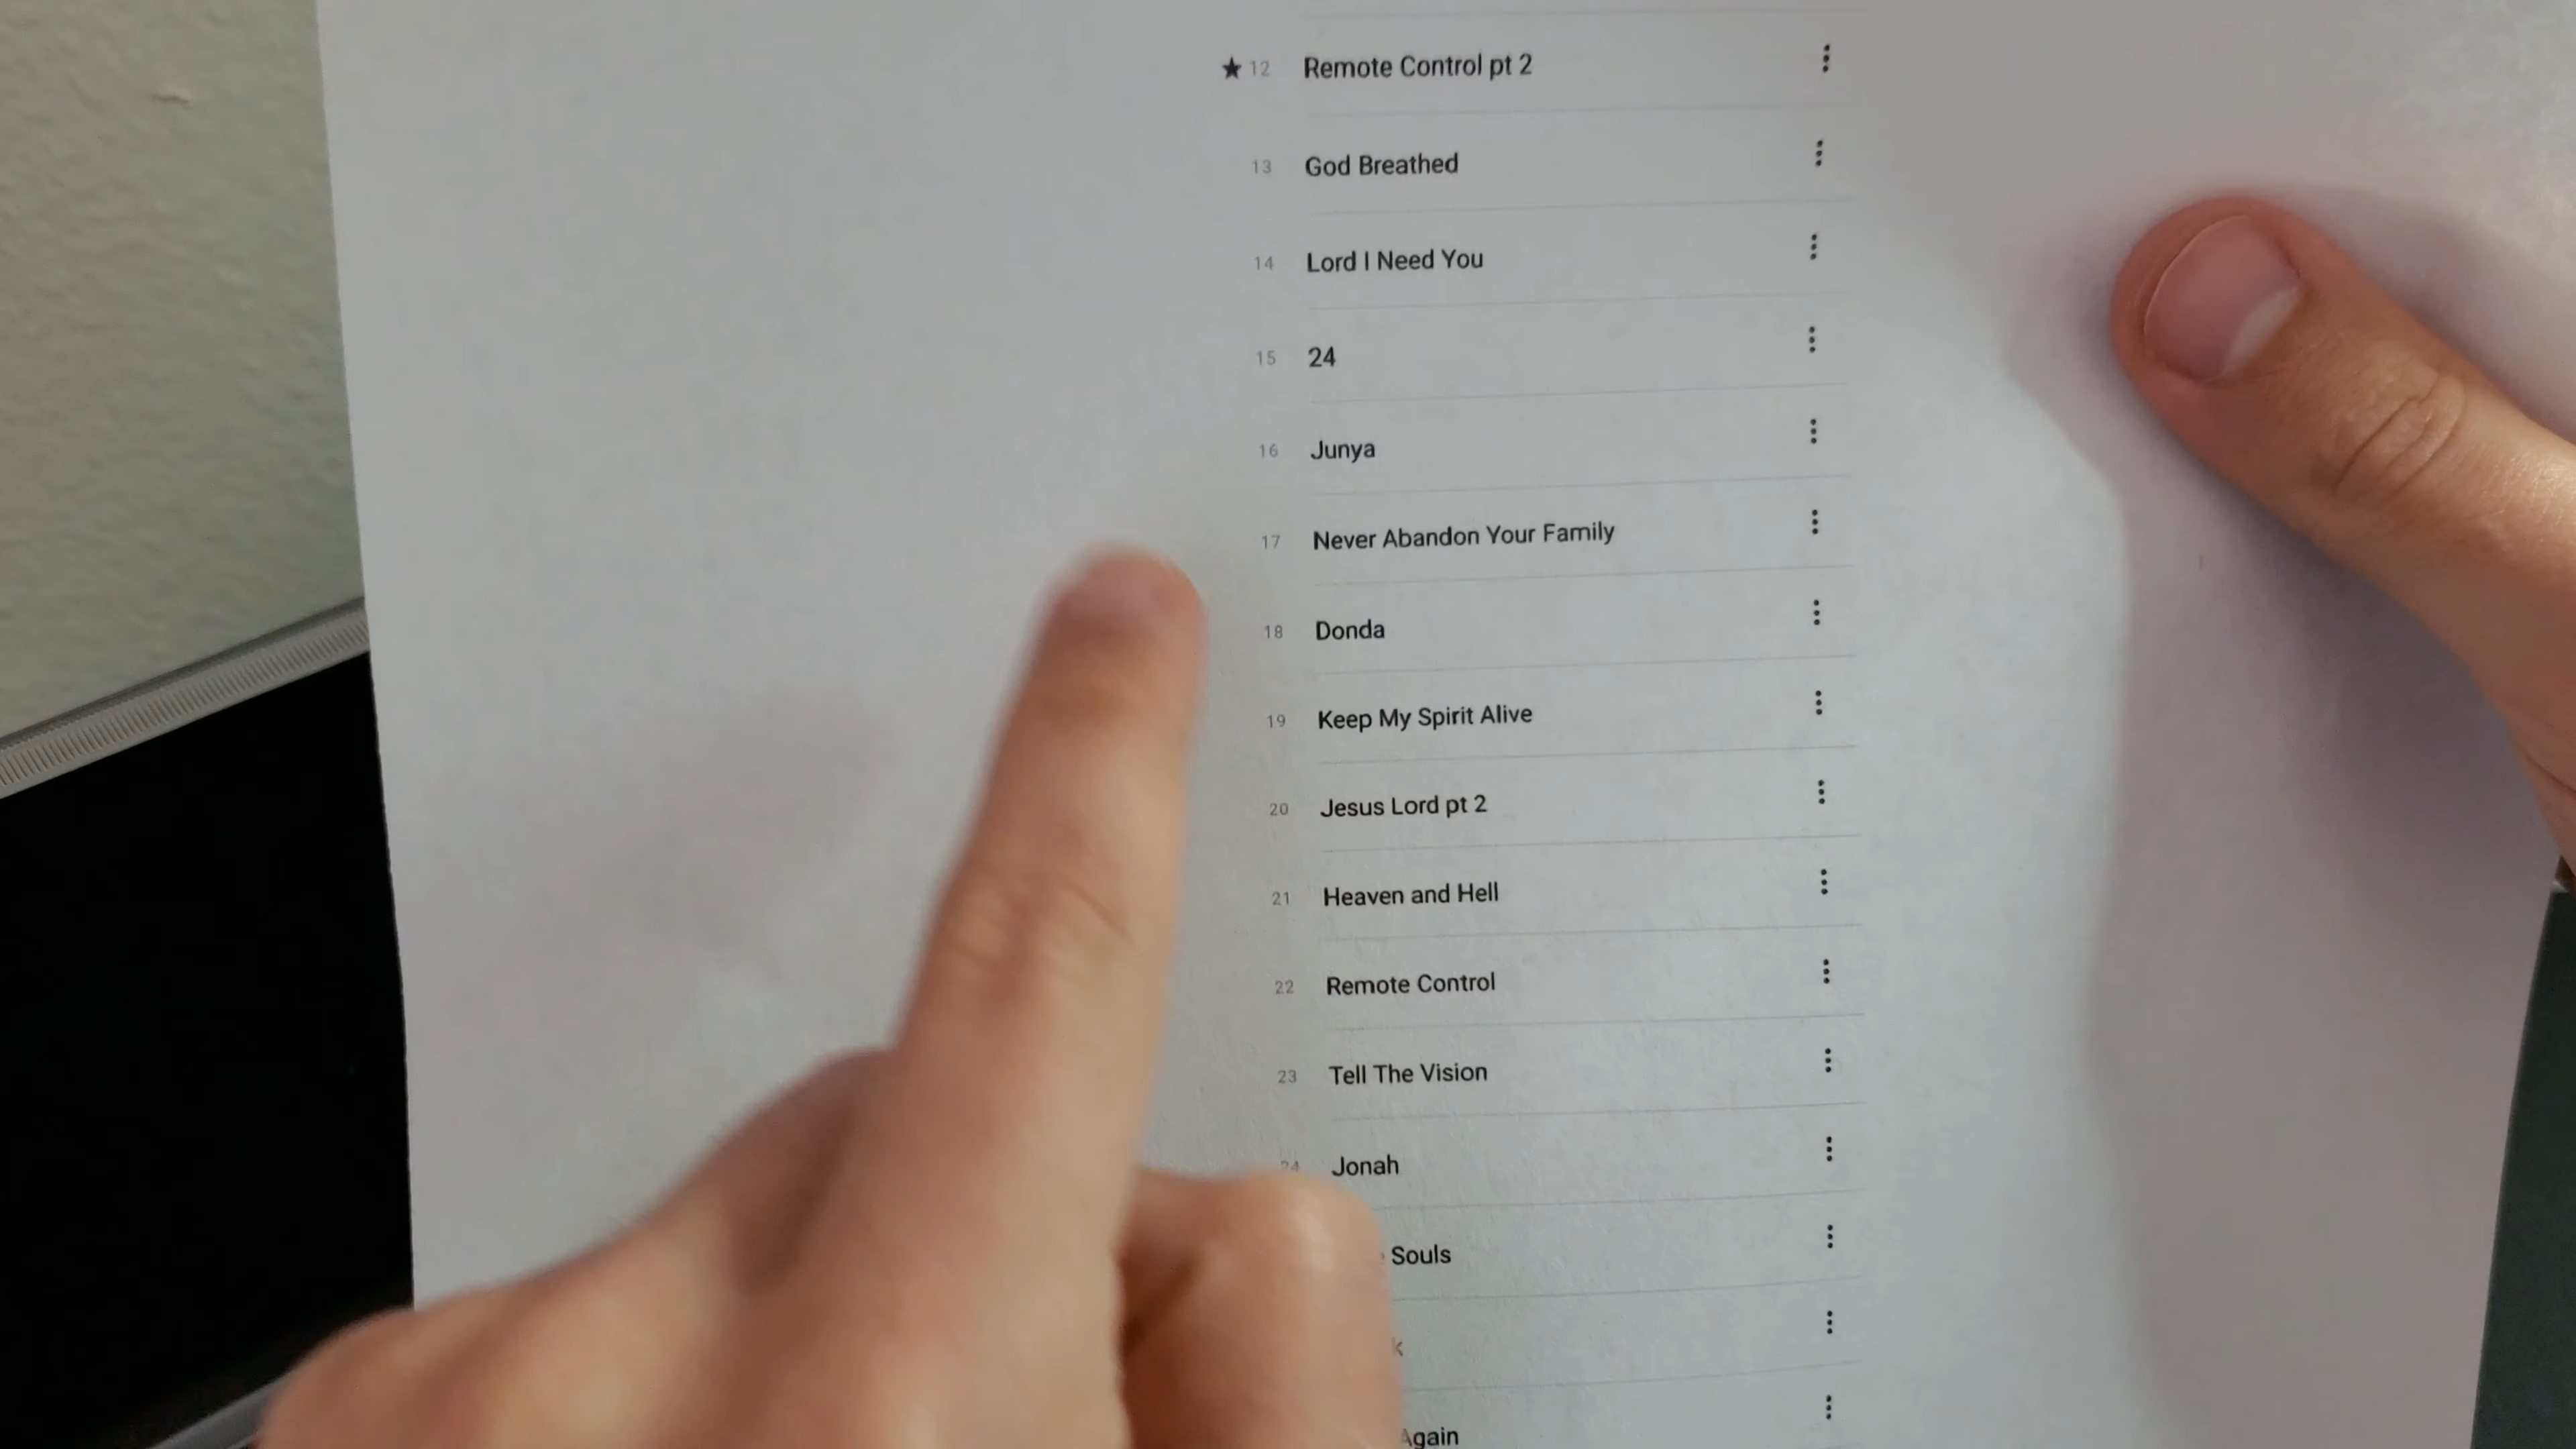 ★ 12 Remote Control pt 2
13 God Breathed
14 Lord I Need You
15 24
16 Junya
17 Never Abandon Your Family
18 Donda
19 Keep My Spirit Alive
20 Jesus Lord pt 2
21 Heaven and Hell
22 Remote Control
23 Tell The Vision
24 Jonah
Souls
Again